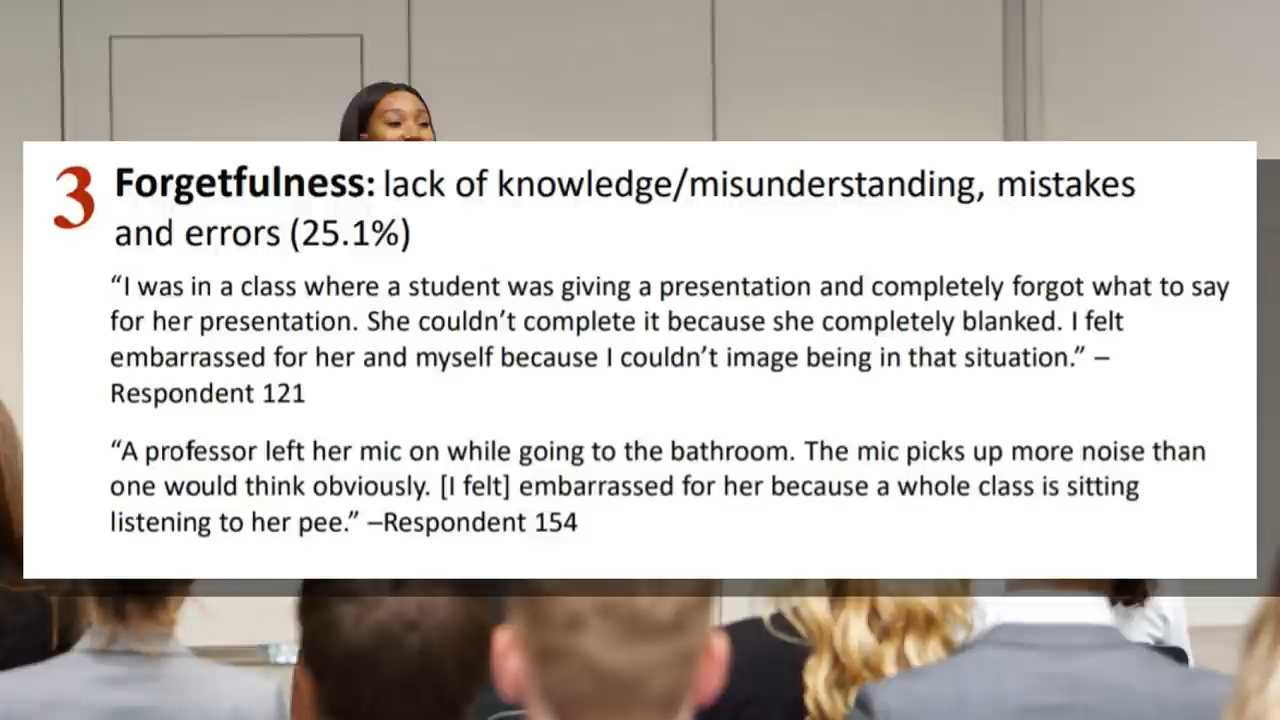 3 Forgetfulness: lack of knowledge/misunderstanding, mistakes
and errors (25.1%)
“I was in a class where a student was giving a presentation and completely forgot what to say
for her presentation. She couldn’t complete it because she completely blanked. I felt
embarrassed for her and myself because I couldn’t image being in that situation.” –
Respondent 121
“A professor left her mic on while going to the bathroom. The mic picks up more noise than
one would think obviously. [I felt] embarrassed for her because a whole class is sitting
listening to her pee.” –Respondent 154